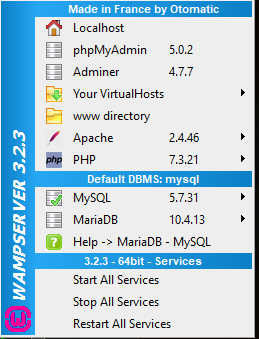 Made in France by Otomatic
Localhost
phpMyAdmin 5.0.2
Adminer 4.7.7
Your VirtualHosts
www directory
Apache 2.4.46
php PHP 7.3.21
Default DBMS: mysql
MySQL 5.7.31
MariaDB 10.4.13
Help -> MariaDB - MySQL
3.2.3 - 64bit - Services
Start All Services
Stop All Services
Restart All Services
WAMPSERVER 3.2.3